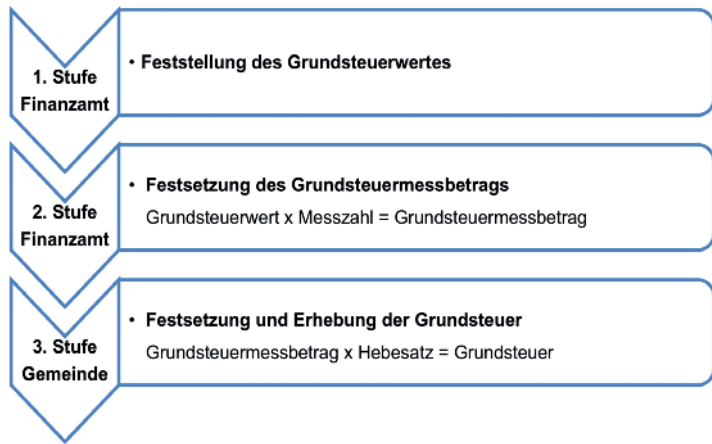 1. Stufe
Finanzamt
• Feststellung des Grundsteuerwertes
2. Stufe
Finanzamt
• Festsetzung des Grundsteuermessbetrags
Grundsteuerwert x Messzahl = Grundsteuermessbetrag
3. Stufe
Gemeinde
• Festsetzung und Erhebung der Grundsteuer
Grundsteuermessbetrag x Hebesatz = Grundsteuer